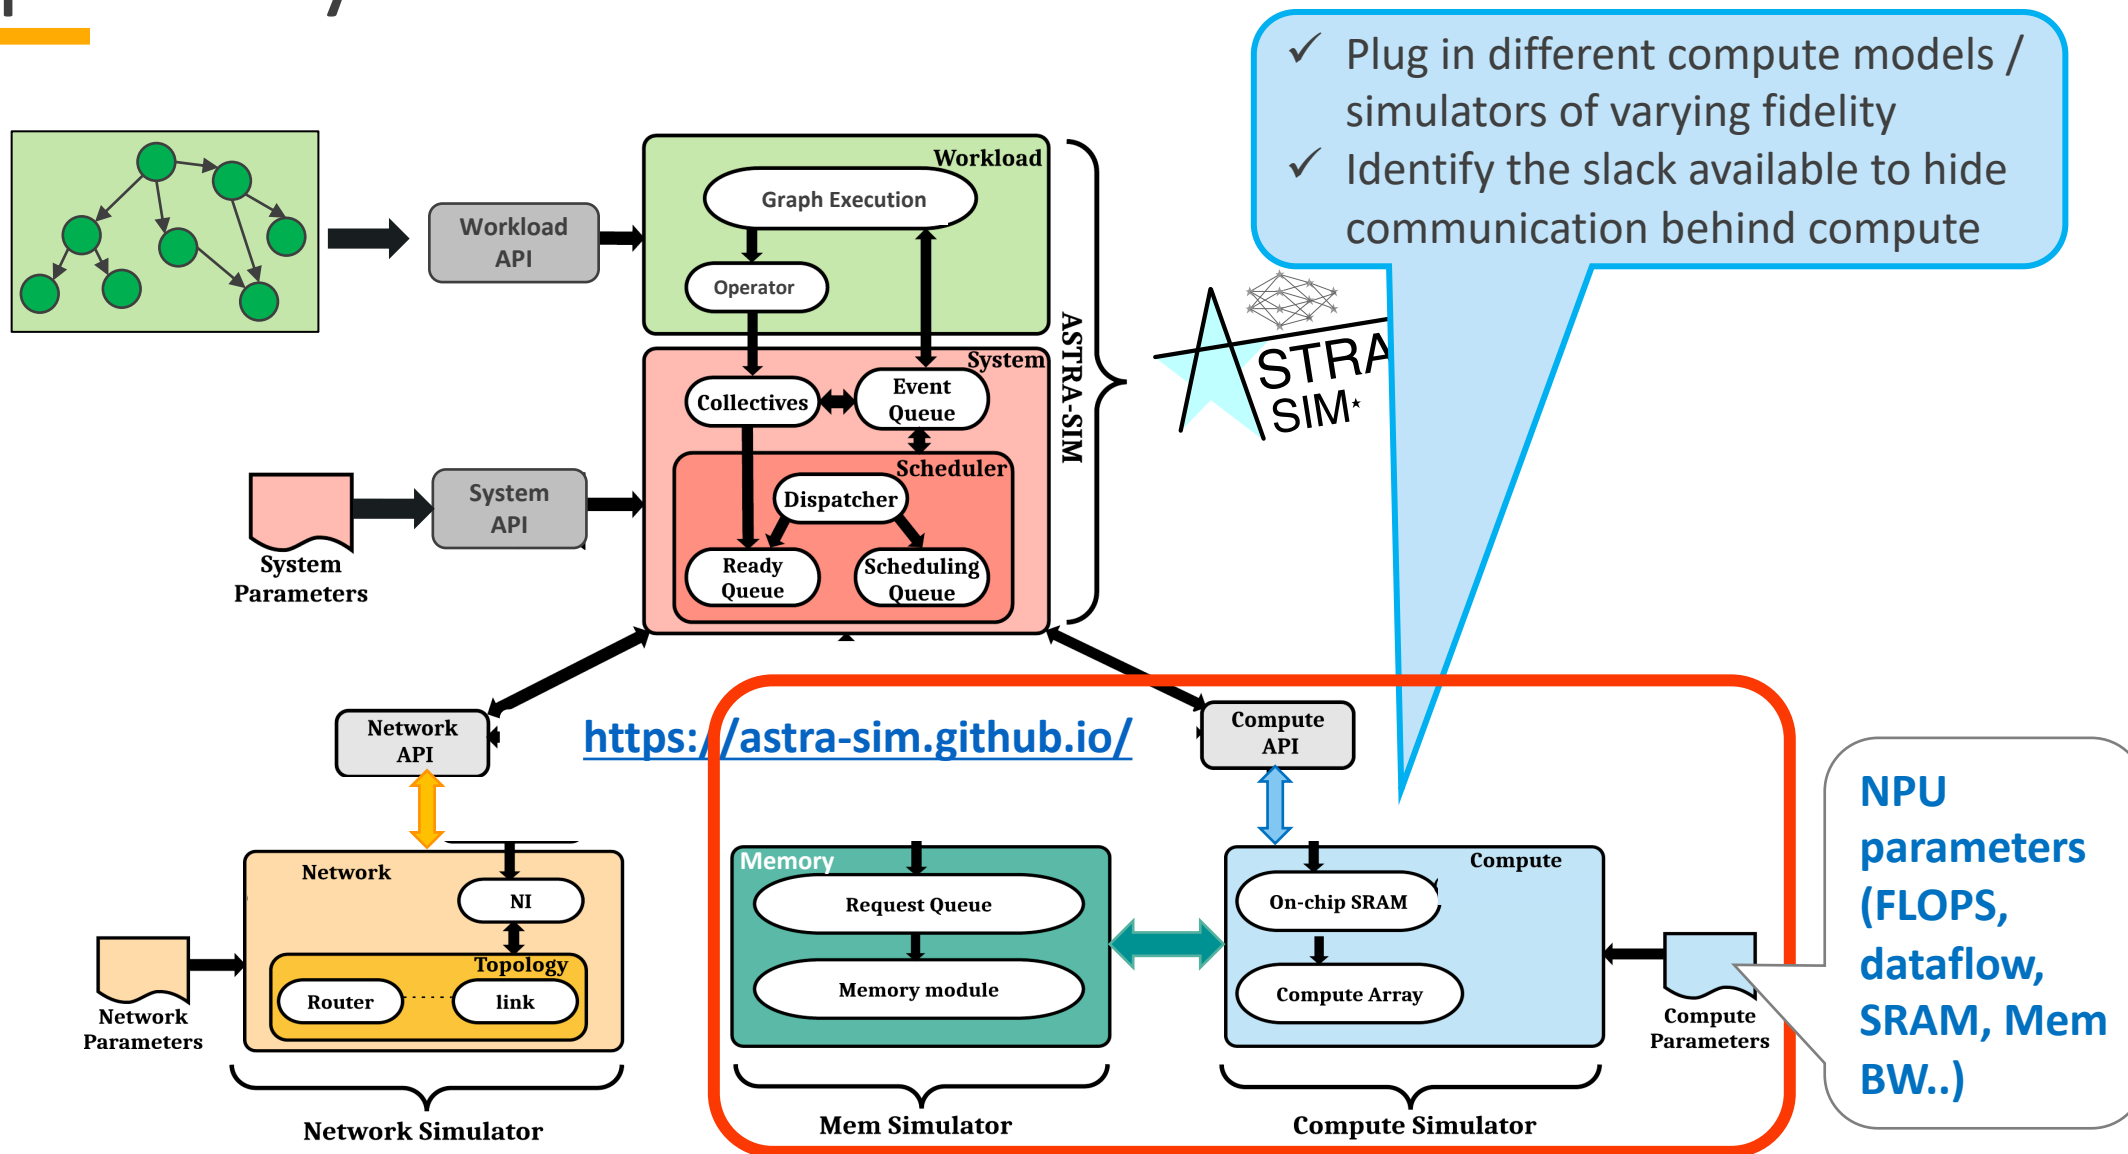 ✓ Plug in different compute models /
simulators of varying fidelity
✓ Identify the slack available to hide
communication behind compute
Workload
API
Workload
Graph Execution
Operator
ASTRA-SIM
STRA
SIM
System
Collectives
Event
Queue
Scheduler
Dispatcher
Ready
Queue
Scheduling
Queue
System
API
System
Parameters
Network
API
https://astra-sim.github.io/
Compute
API
Network
NI
Topology
Router
link
Network
Parameters
Network Simulator
Memory
Request Queue
Memory module
Mem Simulator
Compute
On-chip SRAM
Compute Array
Compute Simulator
Compute
Parameters
NPU
parameters
(FLOPS,
dataflow,
SRAM, Mem
BW..)